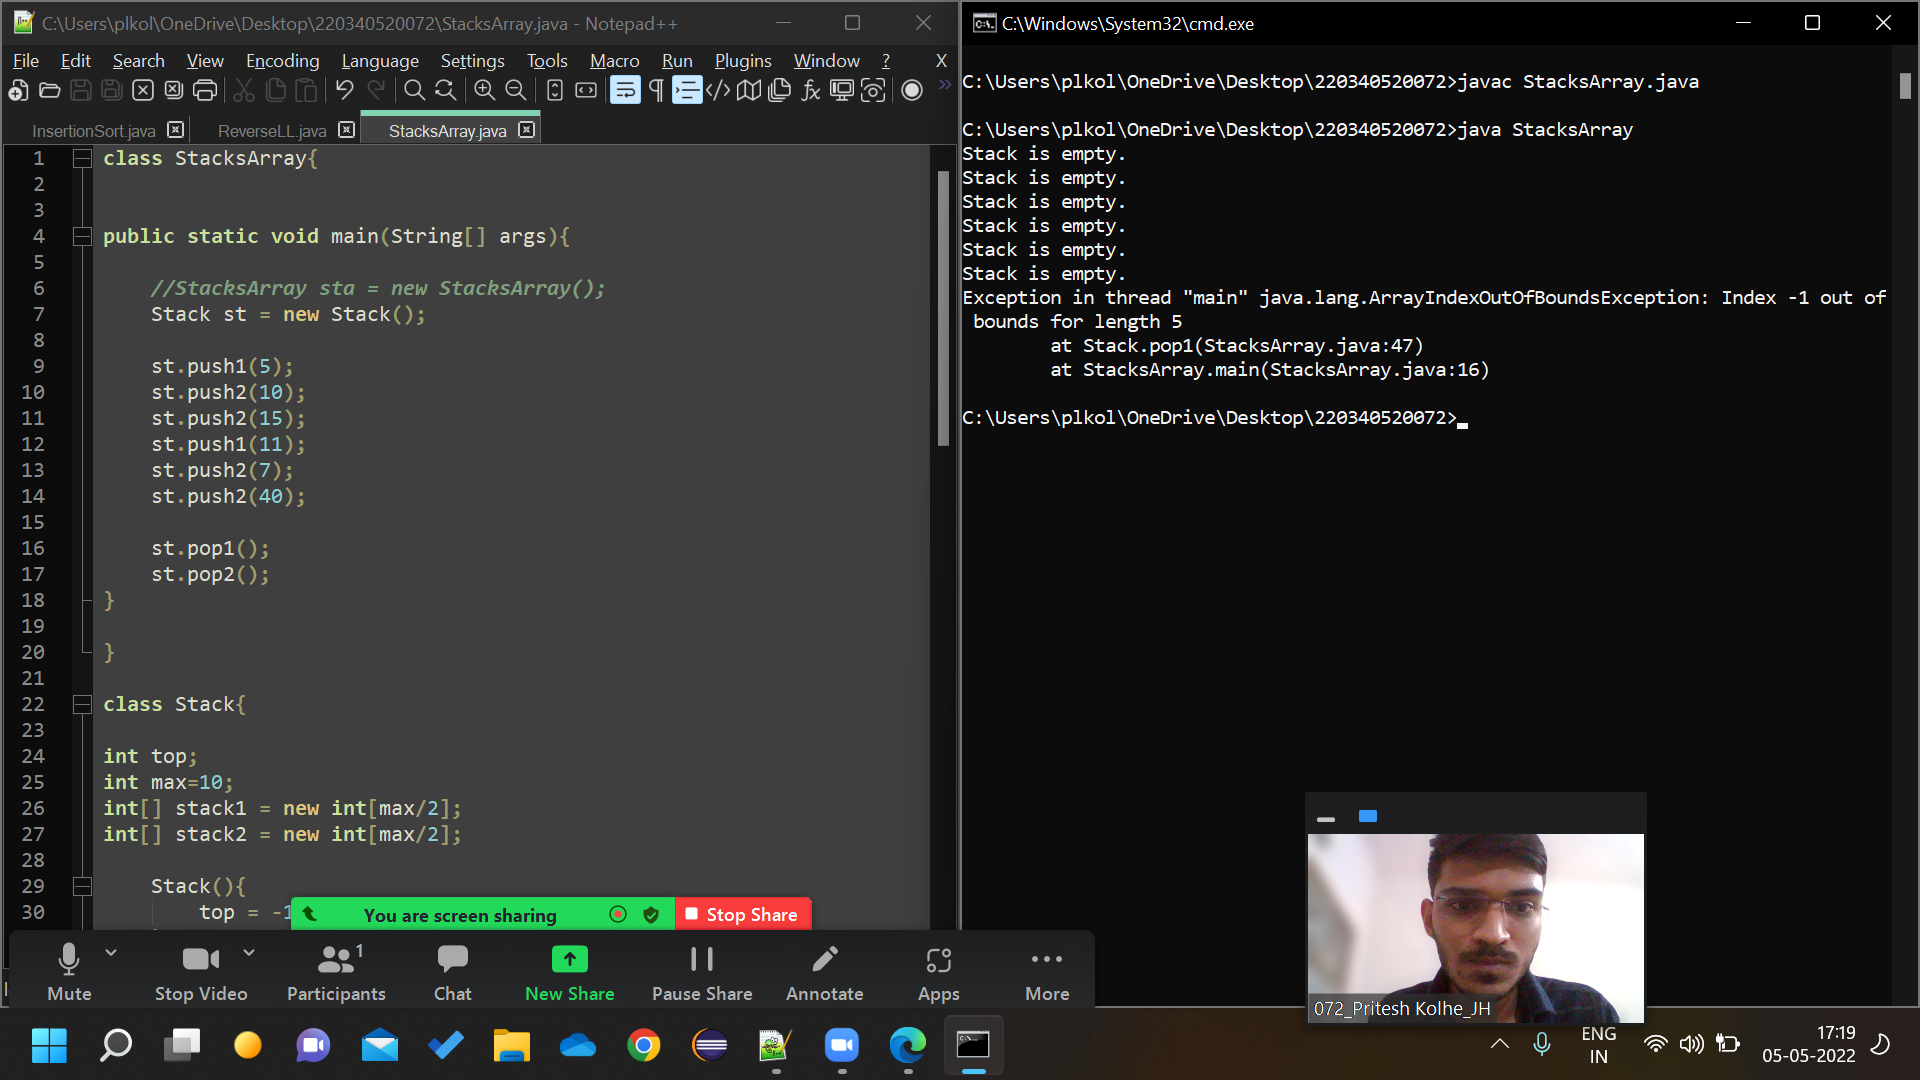 C:\Users\plkol\OneDrive\Desktop\220340520072\StacksArray.java - Notepad++
File Edit Search View Encoding Language Settings Tools Macro Run Plugins Window ? X
InsertionSort.java ReverseLL.java StacksArray.java
1 class StacksArray{
2
3
4 public static void main(String[] args){
5
6 //StacksArray sta = new StacksArray();
7 Stack st = new Stack();
8
9 st.push1(5);
10 st.push2(10);
11 st.push2(15);
12 st.push1(11);
13 st.push2(7);
14 st.push2(40);
15
16 st.pop1();
17 st.pop2();
18 }
19
20 }
21
22 class Stack{
23
24 int top;
25 int max=10;
26 int[] stack1 = new int[max/2];
27 int[] stack2 = new int[max/2];
28
29 Stack(){
30 top = -1
You are screen sharing Stop Share
1
Mute Stop Video Participants Chat New Share Pause Share Annotate Apps More
C:\Windows\System32\cmd.exe
C:\Users\plkol\OneDrive\Desktop\220340520072>javac StacksArray.java
C:\Users\plkol\OneDrive\Desktop\220340520072>java StacksArray
Stack is empty.
Stack is empty.
Stack is empty.
Stack is empty.
Stack is empty.
Stack is empty.
Exception in thread "main" java.lang.ArrayIndexOutOfBoundsException: Index -1 out of
bounds for length 5
at Stack.pop1(StacksArray.java:47)
at StacksArray.main(StacksArray.java:16)
C:\Users\plkol\OneDrive\Desktop\220340520072>
072_Pritesh Kolhe_JH
ENG
IN
17:19
05-05-2022